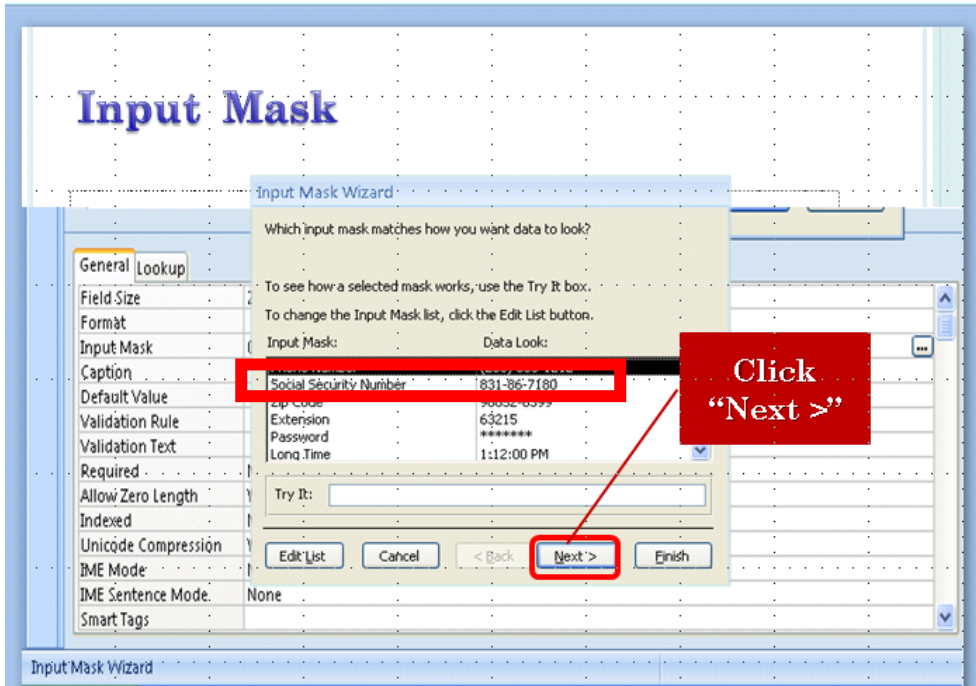 Input Mask
Input Mask Wizard
Which input mask matches how you want data to look?
To see how a selected mask works, use the Try It box.
To change the Input Mask list, click the Edit List button.
Input Mask: Data Look:
Social Security Number 831-86-7180
Zip Code 98052-6399
Extension 63215
Password *******
Long Time 1:12:00 PM
Try It:
Edit List Cancel < Back Next > Finish
Click
“Next >”
General Lookup
Field Size
Format
Input Mask
Caption
Default Value
Validation Rule
Validation Text
Required
Allow Zero Length
Indexed
Unicode Compression
IME Mode
IME Sentence Mode None
Smart Tags
Input Mask Wizard